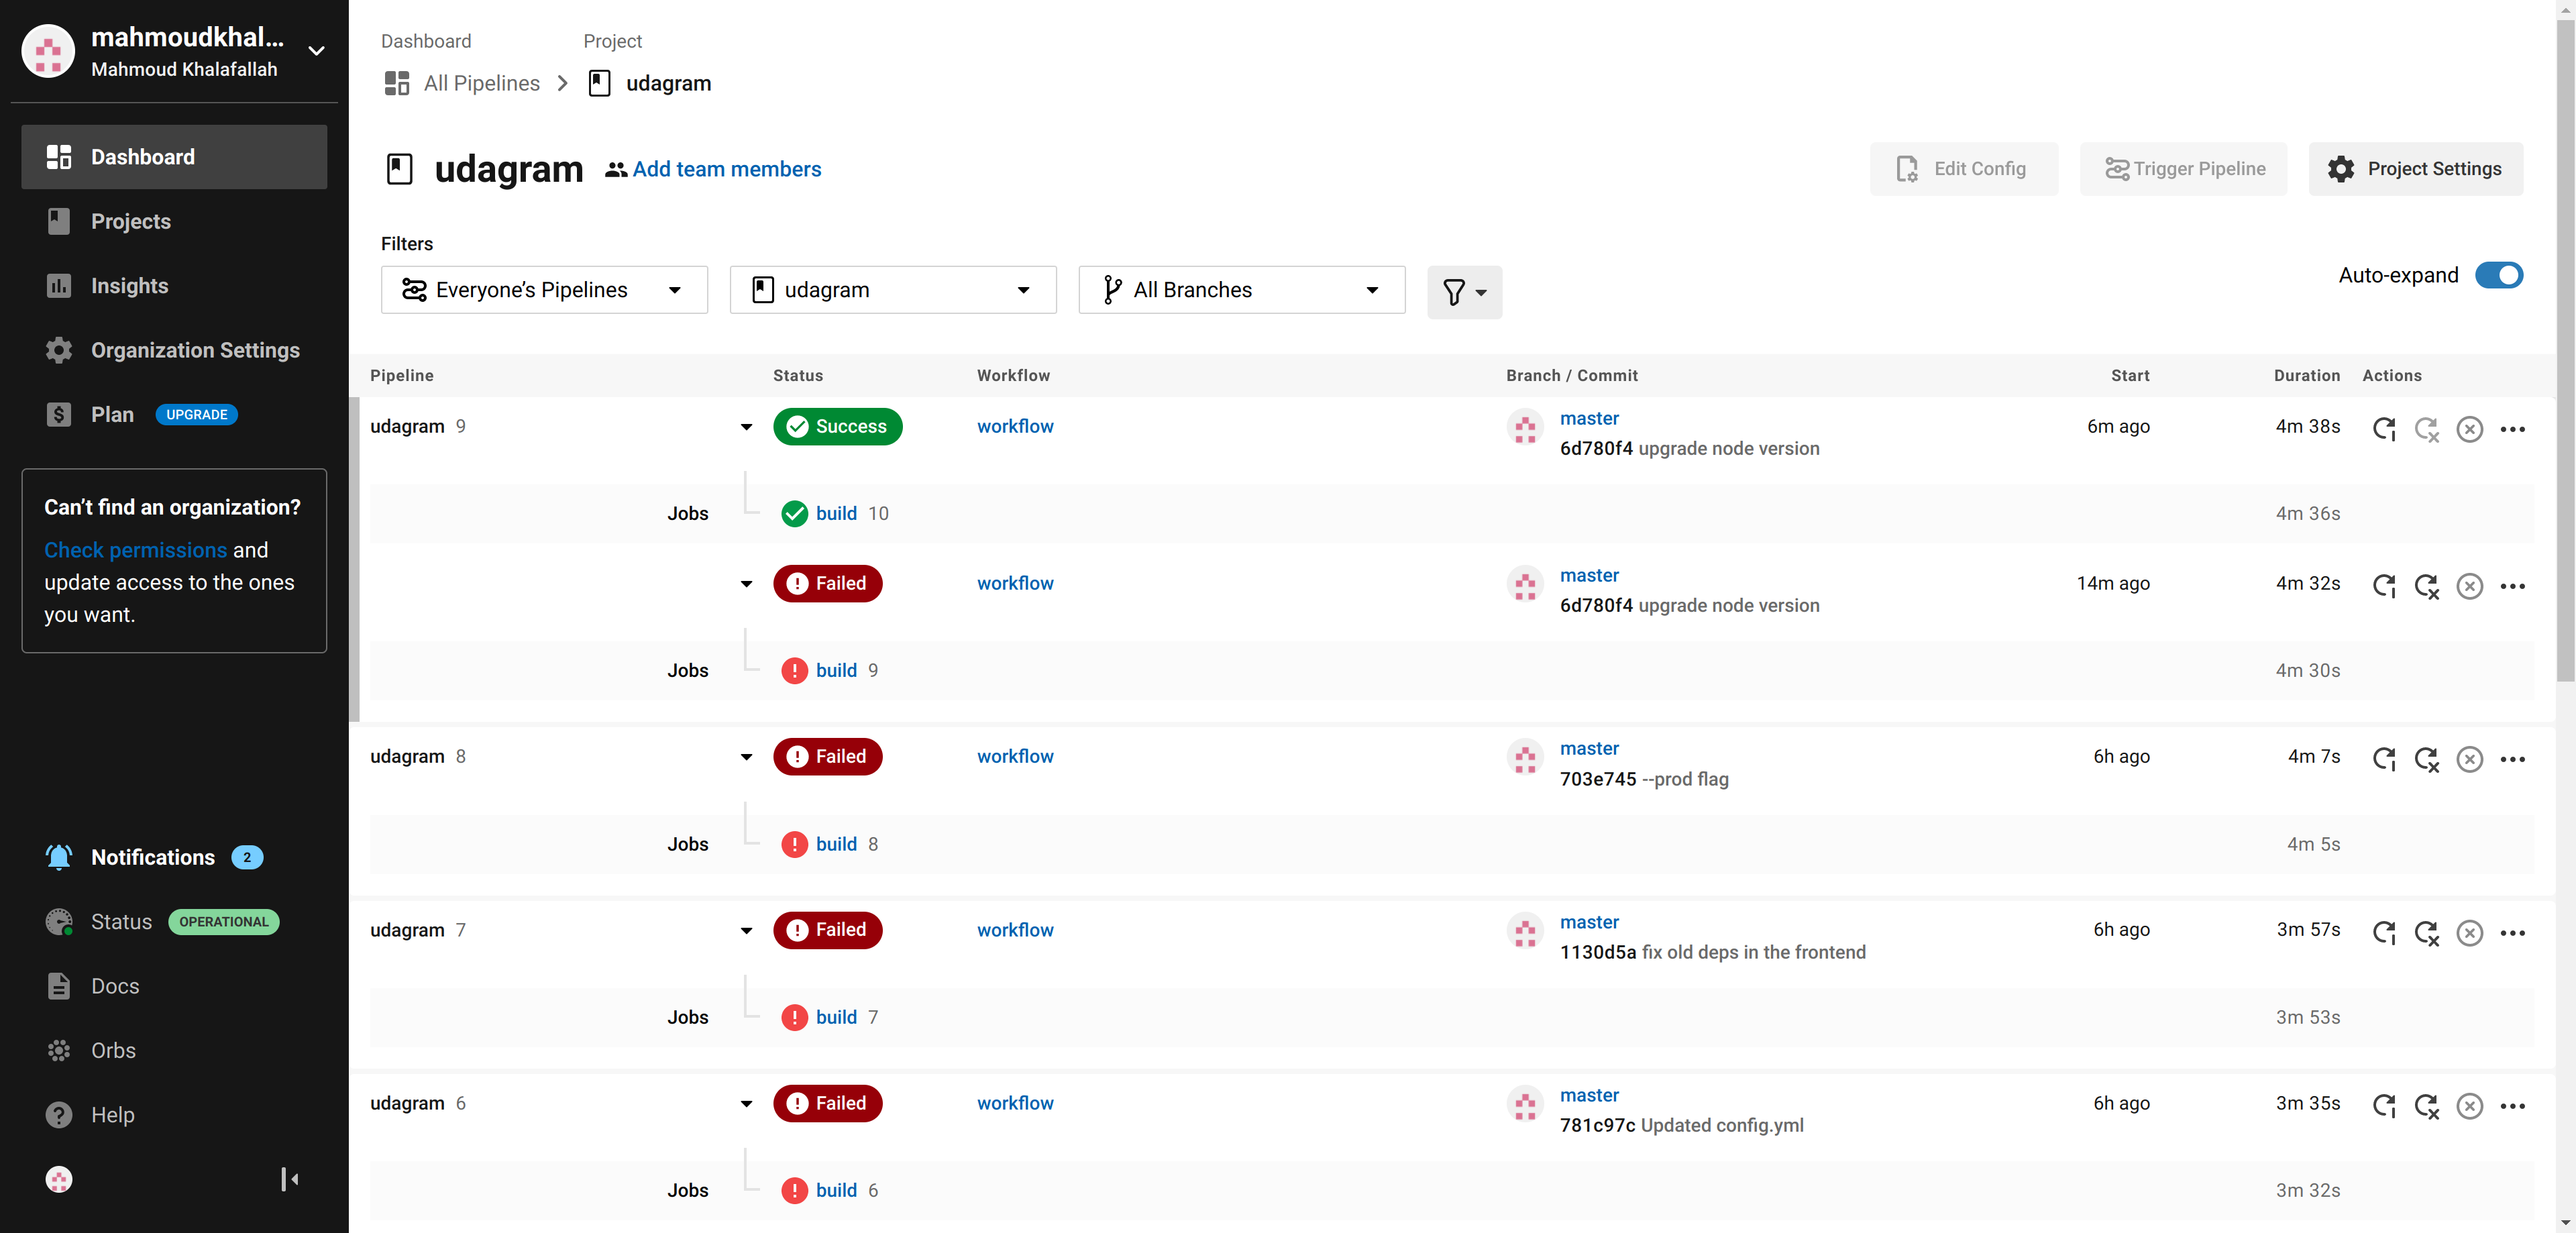 mahmoudkhal...
Mahmoud Khalafallah
Dashboard
Projects
Insights
Organization Settings
Plan UPGRADE
Can’t find an organization?
Check permissions and
update access to the ones
you want.
Notifications 2
Status OPERATIONAL
Docs
Orbs
Help
Dashboard Project
All Pipelines udagram
udagram Add team members
Edit Config Trigger Pipeline Project Settings
Filters
Everyone’s Pipelines udagram All Branches
Auto-expand
Pipeline Status Workflow Branch / Commit Start Duration Actions
udagram 9 Success workflow master 6m ago 4m 38s
6d780f4 upgrade node version
Jobs build 10 4m 36s
Failed workflow master 14m ago 4m 32s
6d780f4 upgrade node version
Jobs build 9 4m 30s
udagram 8 Failed workflow master 6h ago 4m 7s
703e745 --prod flag
Jobs build 8 4m 5s
udagram 7 Failed workflow master 6h ago 3m 57s
1130d5a fix old deps in the frontend
Jobs build 7 3m 53s
udagram 6 Failed workflow master 6h ago 3m 35s
781c97c Updated config.yml
Jobs build 6 3m 32s